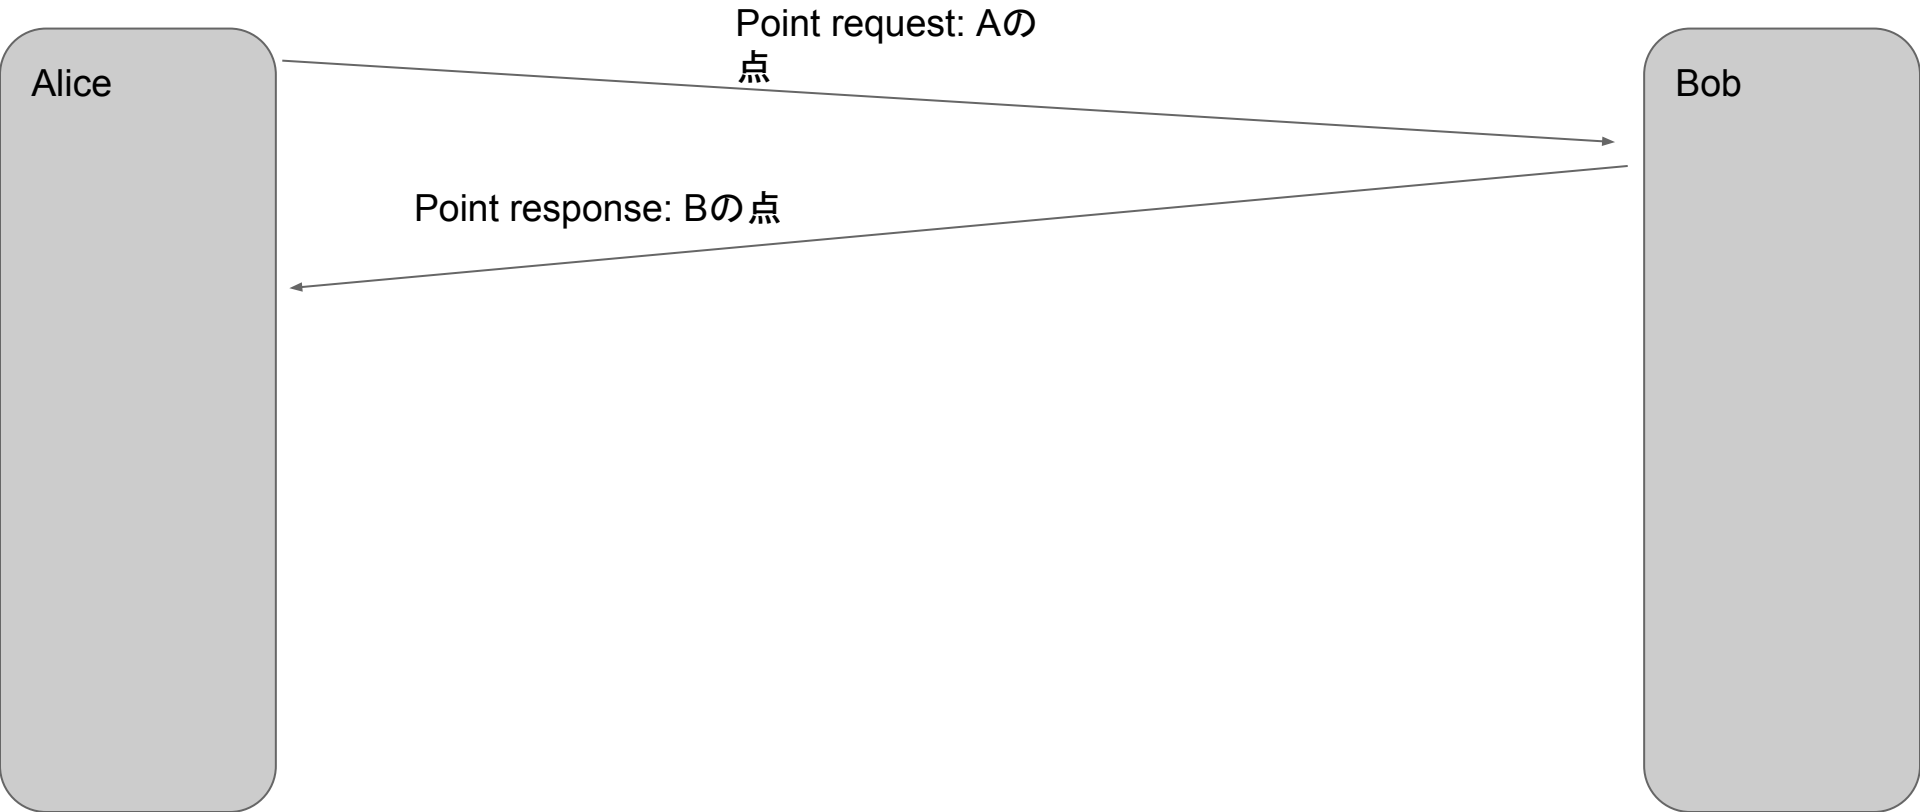 Point request: Aの
点
Alice
Bob
Point response: Bの点